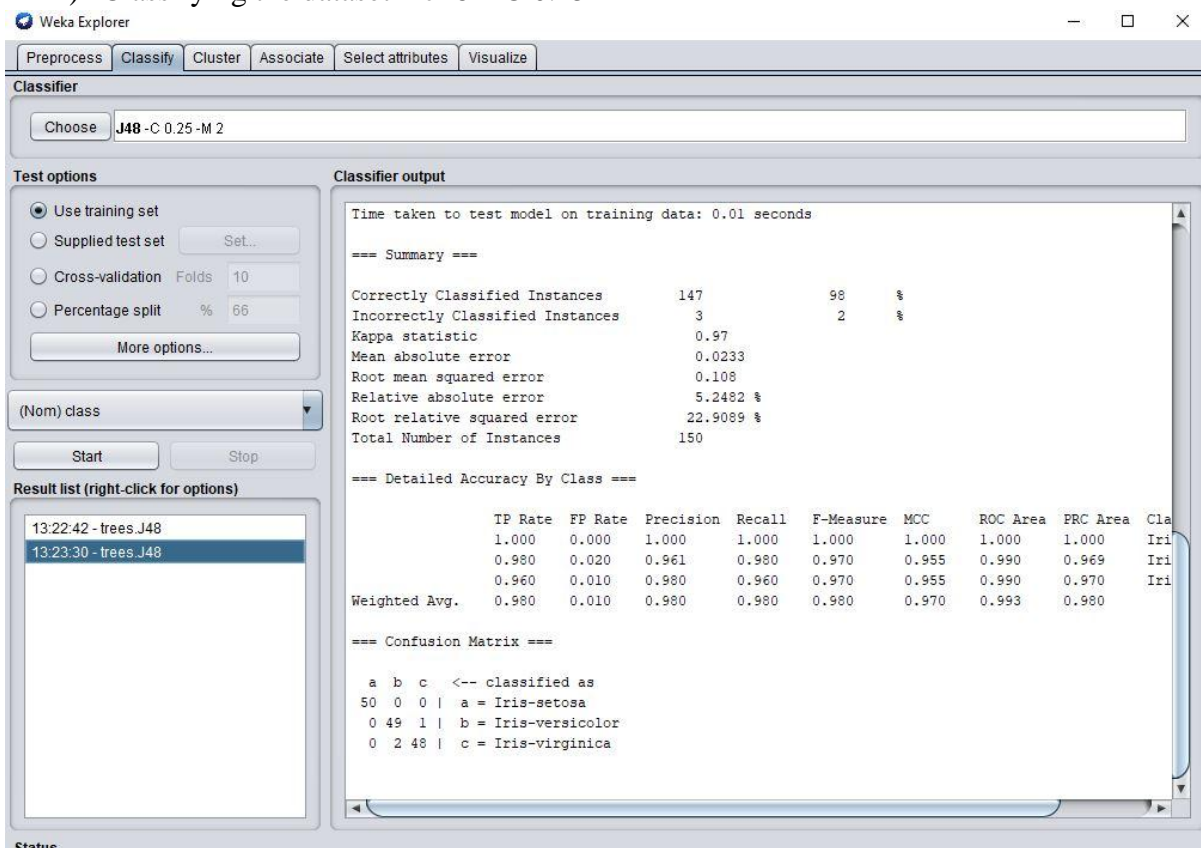 Weka Explorer
Preprocess Classify Cluster Associate Select attributes Visualize
Classifier
Choose J48 -C 0.25 -M 2
Test options
Use training set
Supplied test set Set...
Cross-validation Folds 10
Percentage split % 66
More options...
(Nom) class
Start Stop
Result list (right-click for options)
13:22:42 - trees.J48
13:23:30 - trees.J48
Classifier output
Time taken to test model on training data: 0.01 seconds
=== Summary ===
Correctly Classified Instances 147 98 %
Incorrectly Classified Instances 3 2 %
Kappa statistic 0.97
Mean absolute error 0.0233
Root mean squared error 0.108
Relative absolute error 5.2482 %
Root relative squared error 22.9089 %
Total Number of Instances 150
=== Detailed Accuracy By Class ===
TP Rate FP Rate Precision Recall F-Measure MCC ROC Area PRC Area Cla
1.000 0.000 1.000 1.000 1.000 1.000 1.000 1.000 Iri
0.980 0.020 0.961 0.980 0.970 0.955 0.990 0.969 Iri
0.960 0.010 0.980 0.960 0.970 0.955 0.990 0.970 Iri
Weighted Avg. 0.980 0.010 0.980 0.980 0.980 0.970 0.993 0.980
=== Confusion Matrix ===
a b c <-- classified as
50 0 0 | a = Iris-setosa
0 49 1 | b = Iris-versicolor
0 2 48 | c = Iris-virginica
Status